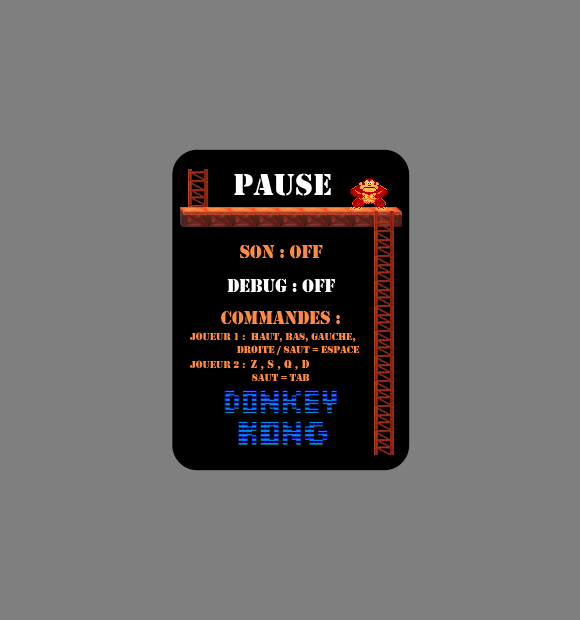 PAUSE
SON : OFF
DEBUG : OFF
COMMANDES :
JOUEUR 1 : HAUT, BAS, GAUCHE,
DROITE / SAUT = ESPACE
JOUEUR 2 : Z , S , Q , D
SAUT = TAB
DONKEY
KONG